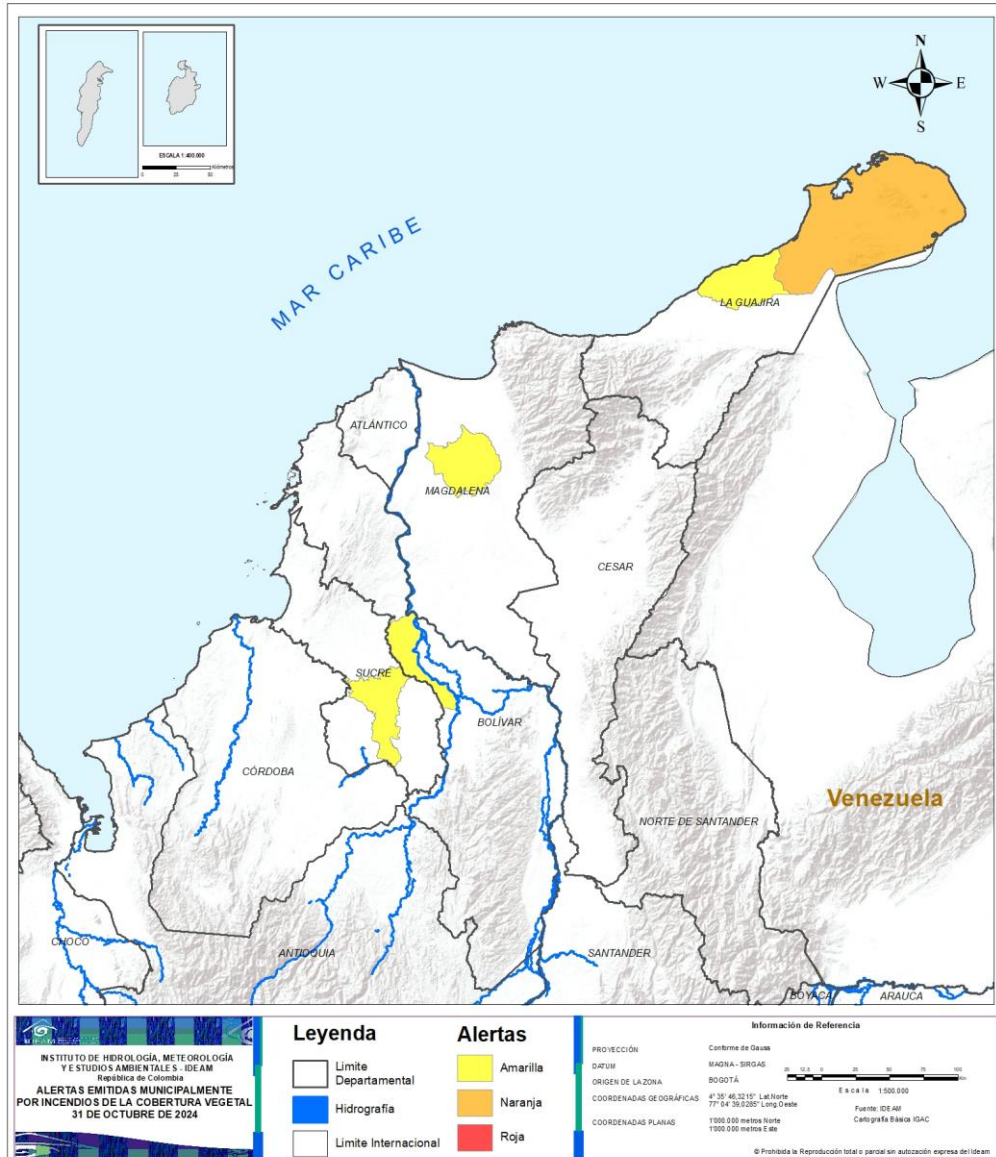 ESCALA 1:400.000
Kilómetros
N
W
E
S
MAR CARIBE
LA GUAJIRA
ATLÁNTICO
MAGDALENA
CESAR
SUCRE
BOLÍVAR
CÓRDOBA
Venezuela
NORTE DE SANTANDER
CHOCO
ANTIOQUIA
SANTANDER
BOYACÁ
ARAUCA
IDEAM
INSTITUTO DE HIDROLOGÍA, METEOROLOGÍA
Y ESTUDIOS AMBIENTALES - IDEAM
República de Colombia
ALERTAS EMITIDAS MUNICIPALMENTE
POR INCENDIOS DE LA COBERTURA VEGETAL
31 DE OCTUBRE DE 2024
Leyenda
Limite
Departamental
Hidrografía
Limite Internacional
Alertas
Amarilla
Naranja
Roja
Información de Referencia
PROYECCIÓN Conforme de Gauss
DATUM MAGNA - SIRGAS
ORIGEN DE LA ZONA BOGOTÁ
COORDENADAS GEOGRÁFICAS 4° 35' 46,3215" Lat.Norte
77° 04' 39,0285" Long.Oeste
COORDENADAS PLANAS 1'000.000 metros Norte
1'000.000 metros Este
Escala 1:500.000
Fuente: IDEAM
Cartografía Básica IGAC
© Prohibida la Reproducción total o parcial sin autozación expresa del Ideam